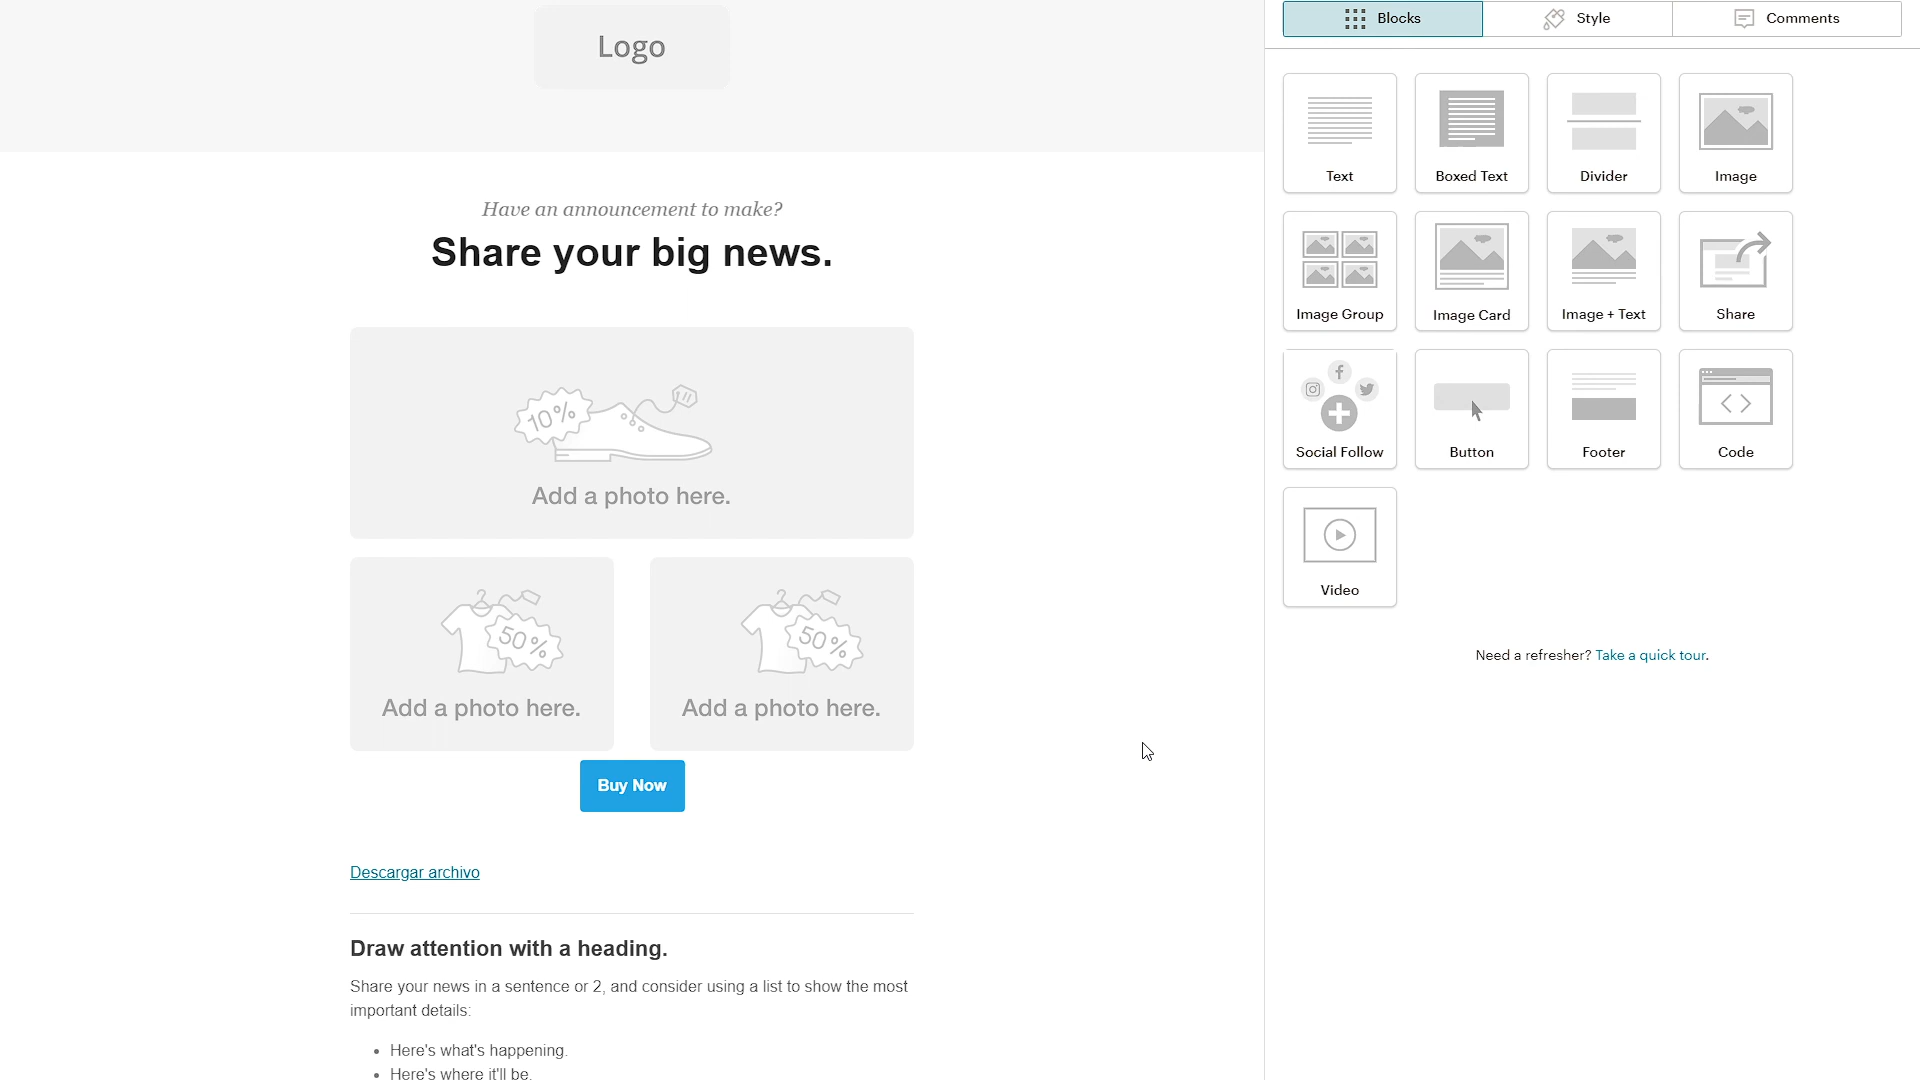 Logo
Have an announcement to make?
Share your big news.
10%
Add a photo here.
50%
Add a photo here.
50%
Add a photo here.
Buy Now
Descargar archivo
Draw attention with a heading.
Share your news in a sentence or 2, and consider using a list to show the most
important details:
Here's what's happening.
Here's where it'll be.
Blocks
Style
Comments
Text
Boxed Text
Divider
Image
Image Group
Image Card
Image + Text
Share
Social Follow
Button
Footer
Code
Video
Need a refresher? Take a quick tour.